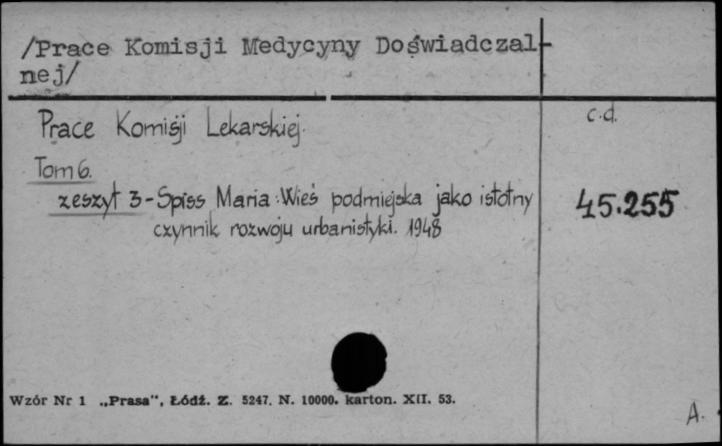 /Prace Komisji Medycyny Doświadczal-
nej/
Prace Komisji Lekarskiej.
c.d.
Tom 6.
zeszyt 3 - Spiss Maria: Wieś podmiejska jako istotny
45.255
czynnik rozwoju urbanistyki. 1948
Wzór Nr 1 „Prasa", Łódź. Z. 5247. N. 10000. karton. XII. 53.
A.